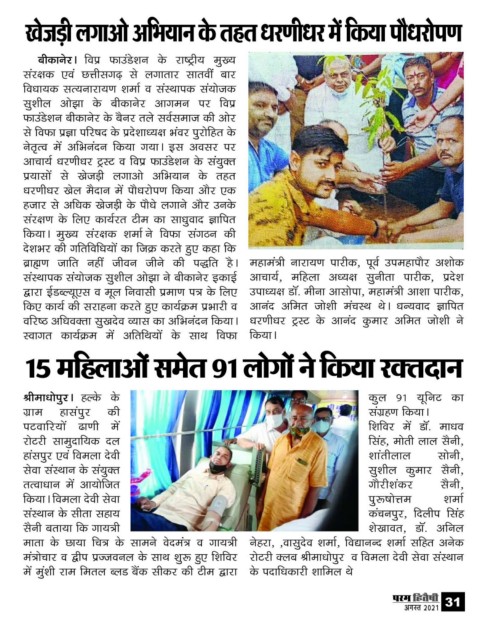 खेजड़ी लगाओ अभियान के तहत धरणीधर में किया पौधरोपण
बीकानेर। विप्र फाउंडेशन के राष्ट्रीय मुख्य
संरक्षक एवं छत्तीसगढ़ से लगातार सातवीं बार
विधायक सत्यनारायण शर्मा व संस्थापक संयोजक
सुशील ओझा के बीकानेर आगमन पर विप्र
फाउंडेशन बीकानेर के बैनर तले सर्वसमाज की ओर
से विफा प्रज्ञा परिषद के प्रदेशाध्यक्ष भंवर पुरोहित के
नेतृत्व में अभिनंदन किया गया। इस अवसर पर
आचार्य धरणीधर ट्रस्ट व विप्र फाउंडेशन के संयुक्त
प्रयासों से खेजड़ी लगाओ अभियान के तहत
धरणीधर खेल मैदान में पौधरोपण किया और एक
हजार से अधिक खेजड़ी के पौधे लगाने और उनके
संरक्षण के लिए कार्यरत टीम का साधुवाद ज्ञापित
किया। मुख्य संरक्षक शर्मा ने विफा संगठन की
देशभर की गतिविधियों का जिक्र करते हुए कहा कि
ब्राह्मण जाति नहीं जीवन जीने की पद्धति है।
संस्थापक संयोजक सुशील ओझा ने बीकानेर इकाई
द्वारा ईडब्ल्यूएस व मूल निवासी प्रमाण पत्र के लिए
किए कार्य की सराहना करते हुए कार्यक्रम प्रभारी व
वरिष्ठ अधिवक्ता सुखदेव व्यास का अभिनंदन किया।
स्वागत कार्यक्रम में अतिथियों के साथ विफा
महामंत्री नारायण पारीक, पूर्व उपमहापौर अशोक
आचार्य, महिला अध्यक्ष सुनीता पारीक, प्रदेश
उपाध्यक्ष डॉ. मीना आसोपा, महामंत्री आशा पारीक,
आनंद अमित जोशी मंचस्थ थे। धन्यवाद ज्ञापित
धरणीधर ट्रस्ट के आनंद कुमार अमित जोशी ने
किया।
15 महिलाओं समेत 91 लोगों ने किया रक्तदान
श्रीमाधोपुर। हल्के के
ग्राम हासंपुर की
पटवारियों ढाणी में
रोटरी सामुदायिक दल
हांसपुर एवं विमला देवी
सेवा संस्थान के संयुक्त
तत्वाधान में आयोजित
किया। विमला देवी सेवा
संस्थान के सीता सहाय
सैनी बताया कि गायत्री
माता के छाया चित्र के सामने वेदमंत्र व गायत्री
मंत्रोचार व द्वीप प्रज्जवनल के साथ शुरू हुए शिविर
में मुंशी राम मितल ब्लड बैंक सीकर की टीम द्वारा
कुल 91 यूनिट का
संग्रहण किया।
शिविर में डॉ. माधव
सिंह, मोती लाल सैनी,
शांतीलाल सोनी,
सुशील कुमार सैनी,
गौरीशंकर सैनी,
पुरूषोत्तम शर्मा
कंचनपुर, दिलीप सिंह
शेखावत, डॉ. अनिल
नेहरा, ,वासुदेव शर्मा, विद्यानन्द शर्मा सहित अनेक
रोटरी क्लब श्रीमाधोपुर व विमला देवी सेवा संस्थान
के पदाधिकारी शामिल थे
परम हितैषी
अगस्त 2021
31